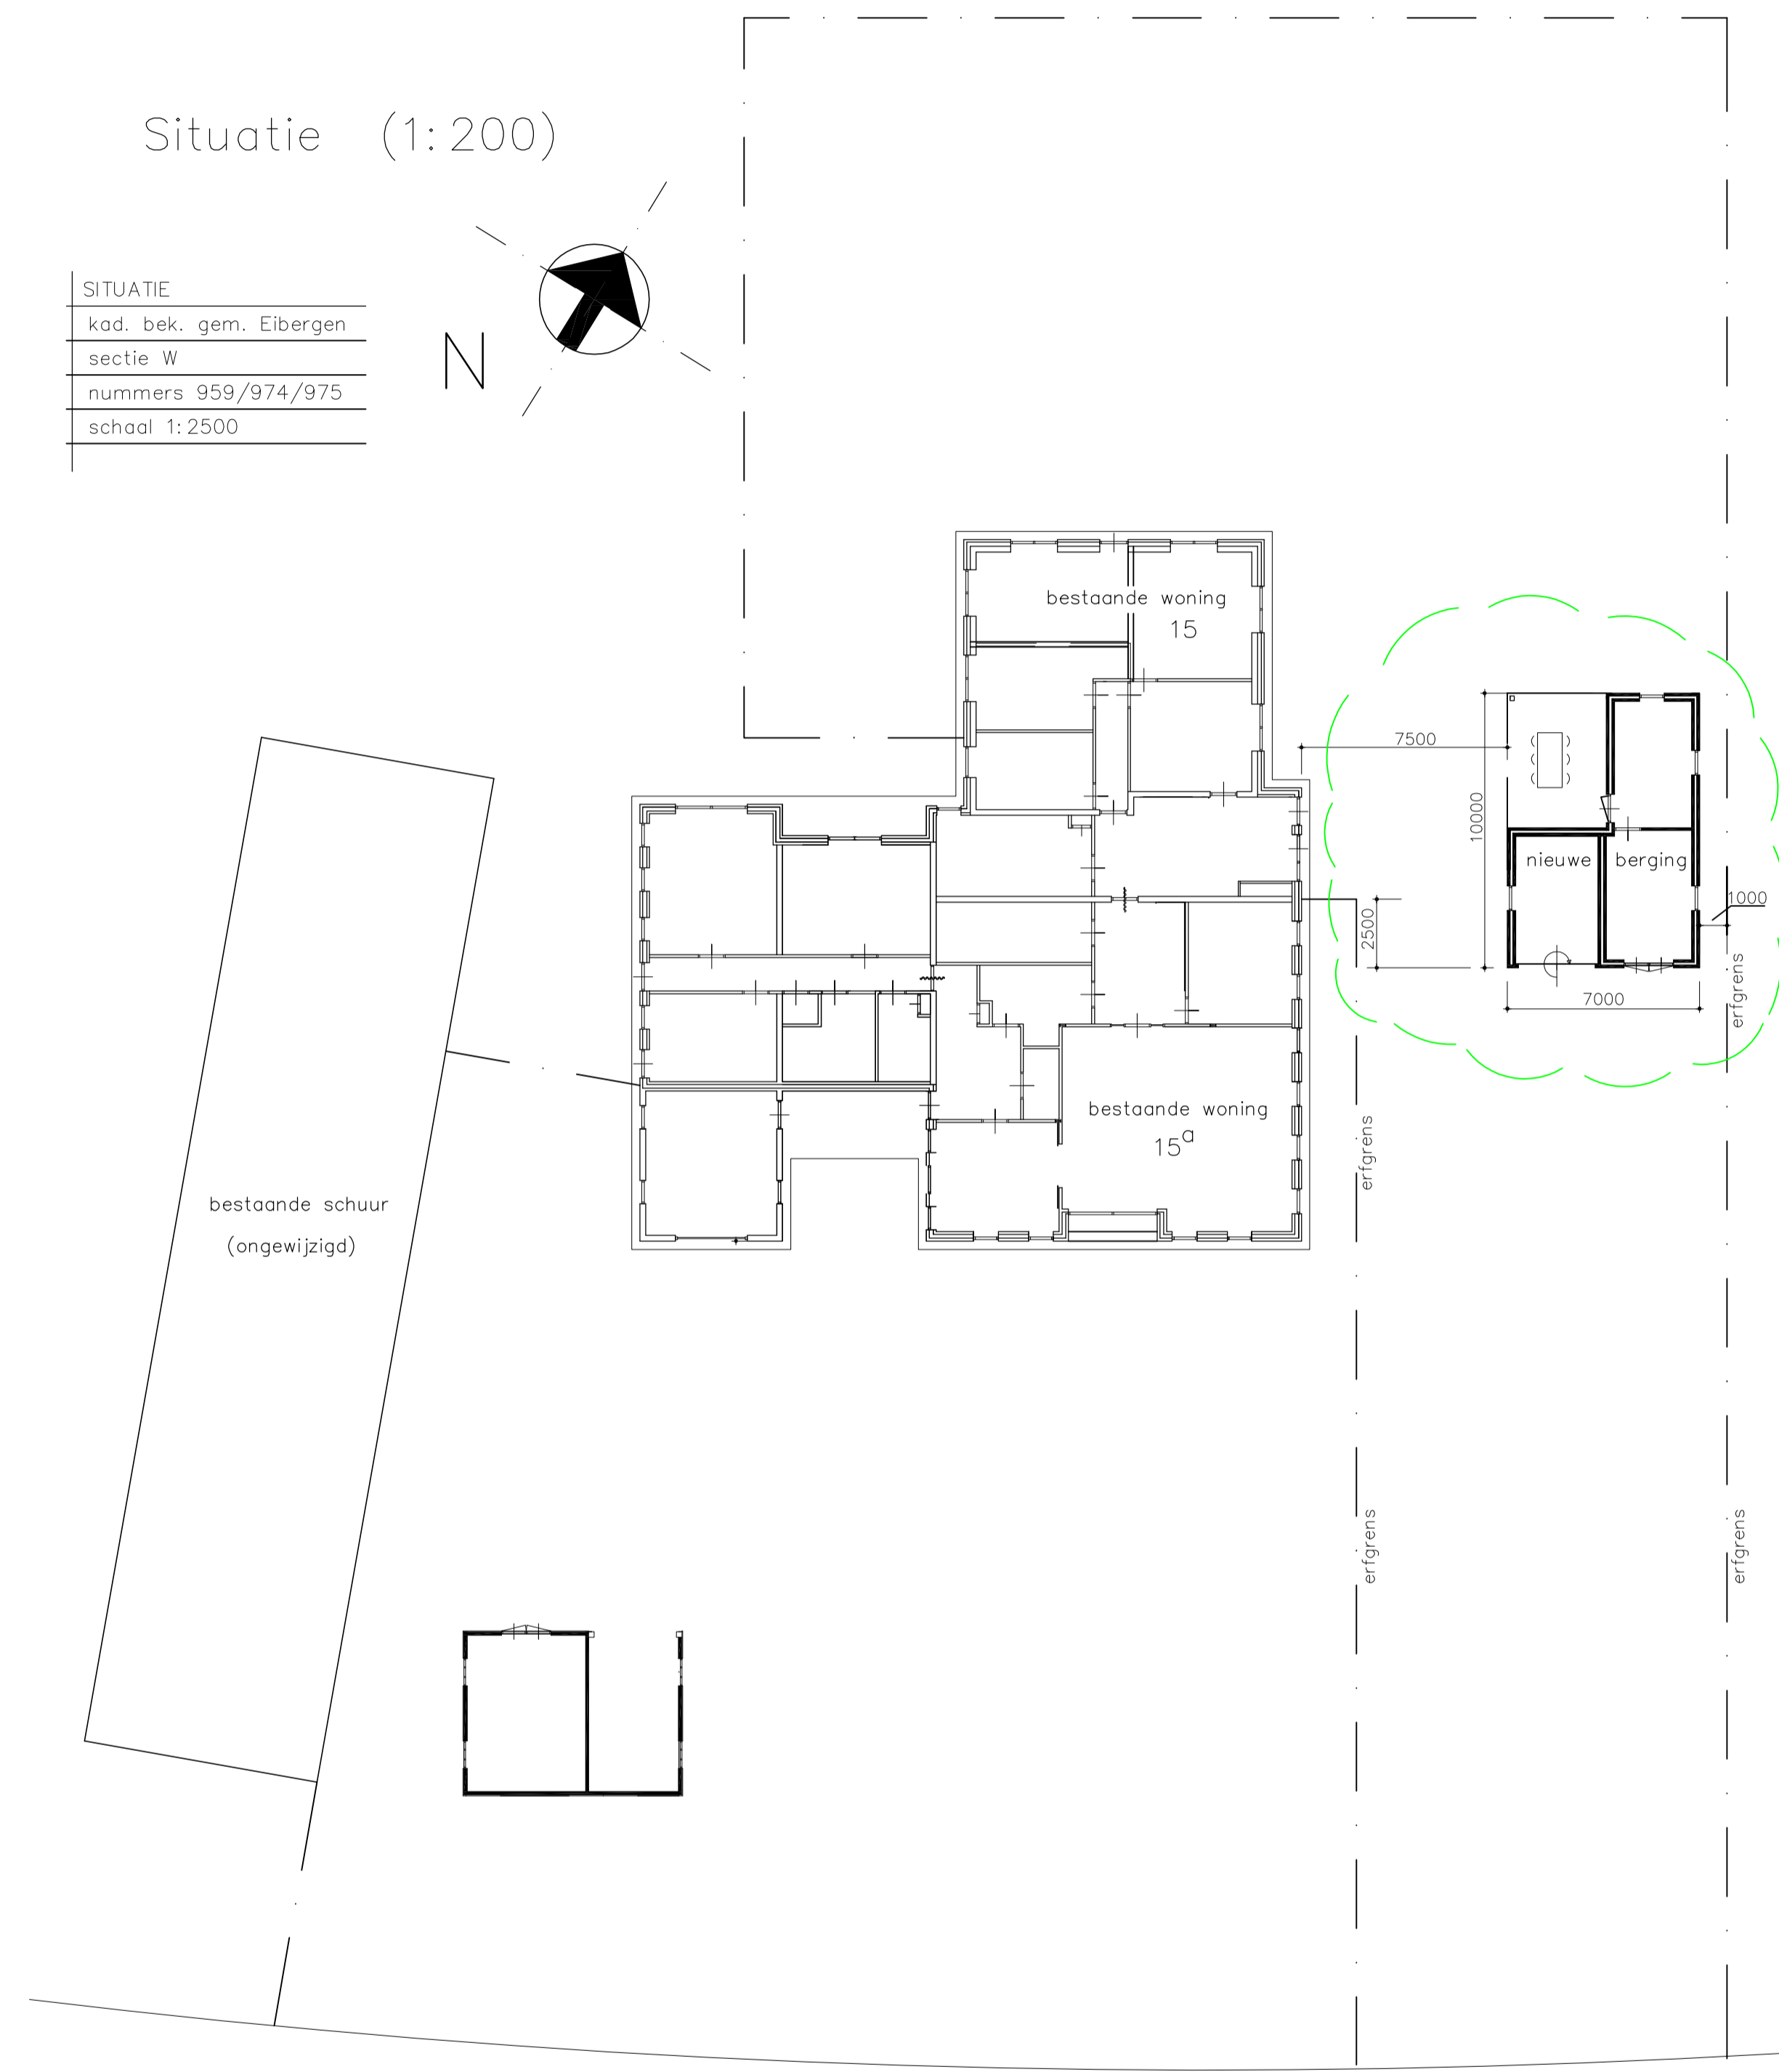 Situatie (1:200)
SITUATIE
kad. bek. gem. Eibergen
sectie W
nummers 959/974/975
schaal 1:2500
N
bestaande woning
15
7500
10000
nieuwe berging
1000
2500
7000
erfgrens
bestaande woning
15a
erfgrens
bestaande schuur
(ongewijzigd)
erfgrens
erfgrens